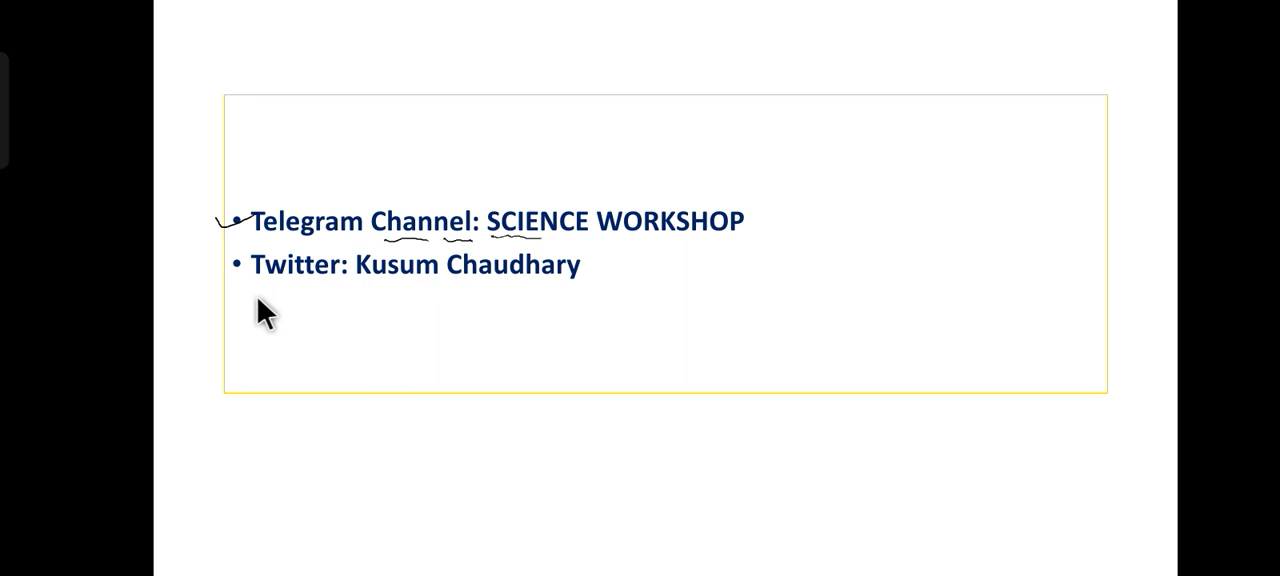 • Telegram Channel: SCIENCE WORKSHOP
• Twitter: Kusum Chaudhary